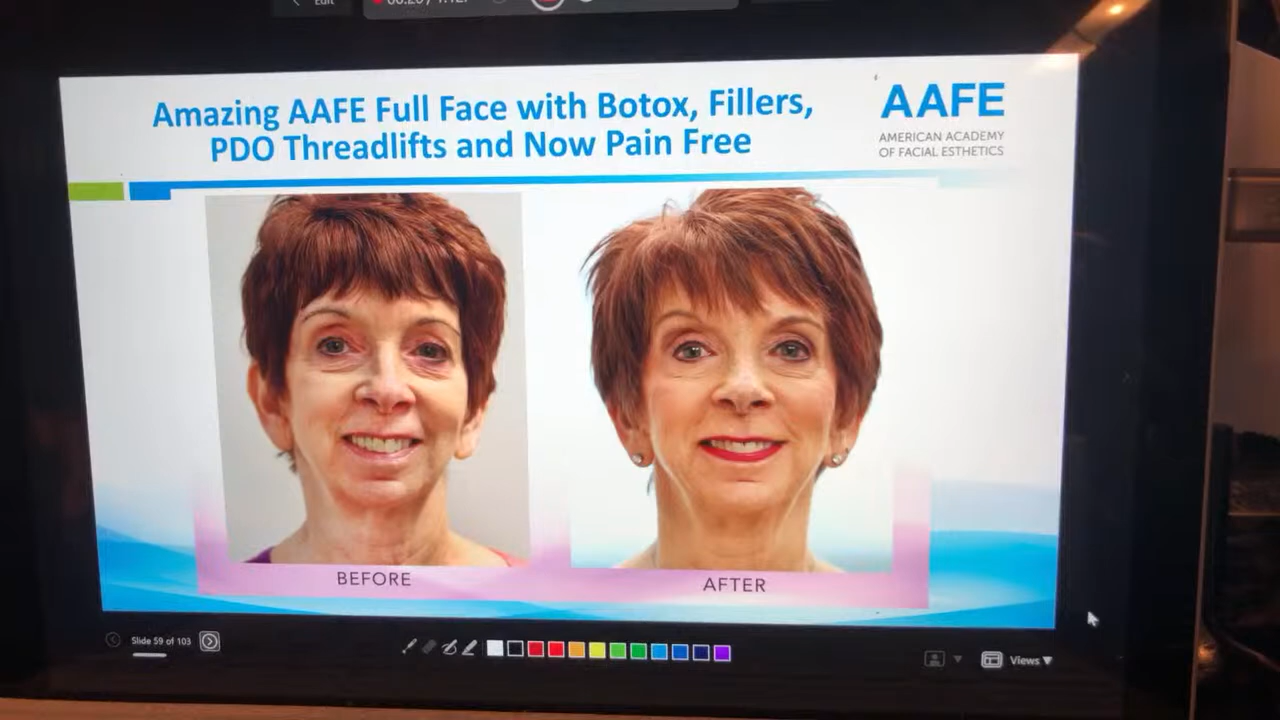 Edit
Amazing AAFE Full Face with Botox, Fillers,
PDO Threadlifts and Now Pain Free
AAFE
AMERICAN ACADEMY
OF FACIAL ESTHETICS
BEFORE
AFTER
Slide 59 of 103
Views